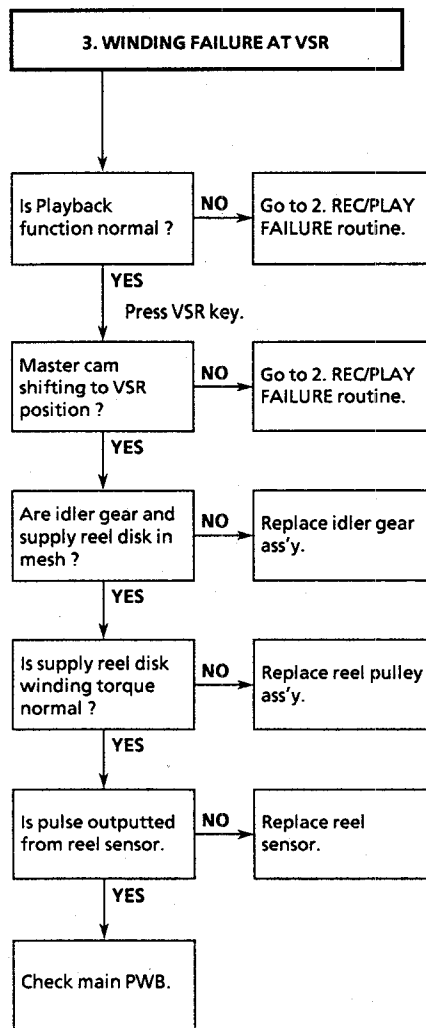 3. WINDING FAILURE AT VSR
Is Playback
function normal ?
NO
Go to 2. REC/PLAY
FAILURE routine.
YES
Press VSR key.
Master cam
shifting to VSR
position ?
NO
Go to 2. REC/PLAY
FAILURE routine.
YES
Are idler gear and
supply reel disk in
mesh ?
NO
Replace idler gear
ass'y.
YES
Is supply reel disk
winding torque
normal ?
NO
Replace reel pulley
ass'y.
YES
Is pulse outputted
from reel sensor.
NO
Replace reel
sensor.
YES
Check main PWB.